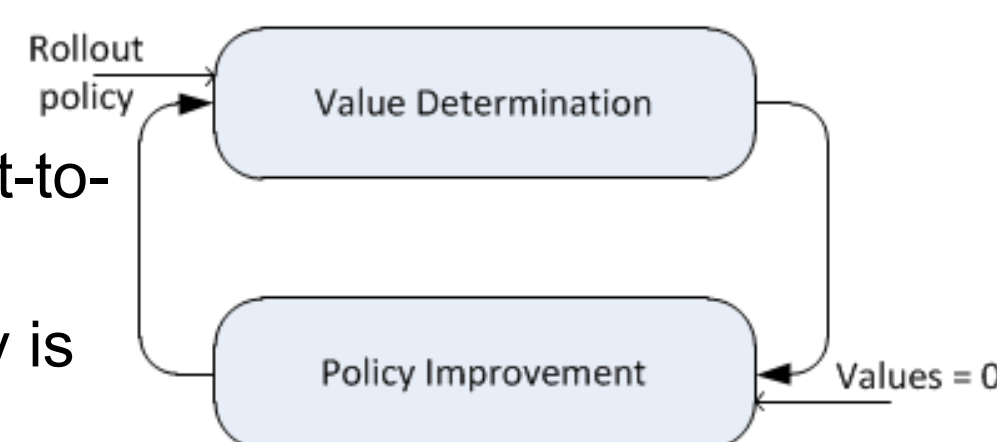 Rollout
policy
Value Determination
t-to-
y is
Policy Improvement
Values = 0